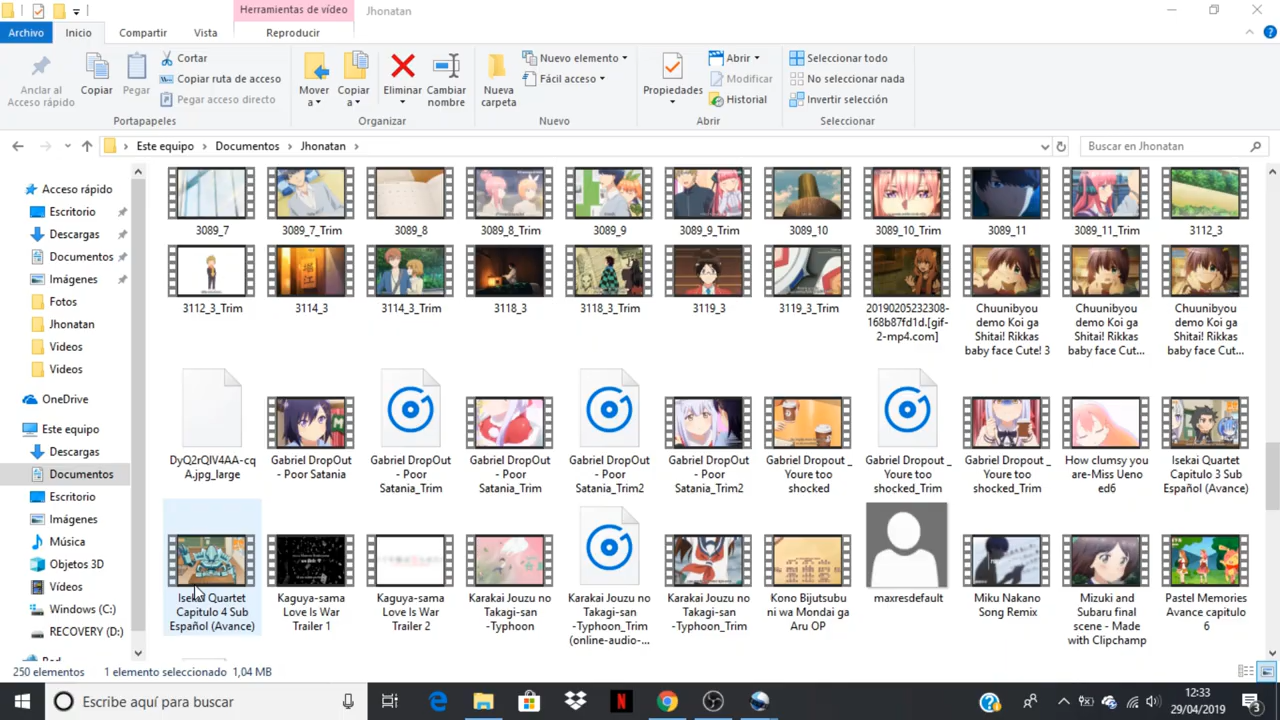 Herramientas de vídeo
Jhonatan
Archivo
Inicio
Compartir
Vista
Reproducir
Anclar al
Acceso rápido
Copiar
Pegar
Cortar
Copiar ruta de acceso
Pegar acceso directo
Portapapeles
Mover
a
Copiar
a
Eliminar
Cambiar
nombre
Organizar
Nueva
carpeta
Nuevo elemento
Fácil acceso
Nuevo
Propiedades
Abrir
Modificar
Historial
Abrir
Seleccionar todo
No seleccionar nada
Invertir selección
Seleccionar
Este equipo
Documentos
Jhonatan
Buscar en Jhonatan
Acceso rápido
Escritorio
Descargas
Documentos
Imágenes
Fotos
Jhonatan
Videos
Videos
OneDrive
Este equipo
Descargas
Documentos
Escritorio
Imágenes
Música
Objetos 3D
Vídeos
Windows (C:)
RECOVERY (D:)
3089_7
3089_7_Trim
3089_8
3089_8_Trim
3089_9
3089_9_Trim
3089_10
3089_10_Trim
3089_11
3089_11_Trim
3112_3
3112_3_Trim
3114_3
3114_3_Trim
3118_3
3118_3_Trim
3119_3
3119_3_Trim
20190205232308-
168b87fd1d.[gif-
2-mp4.com]
Chuunibyou
demo Koi ga
Shitai! Rikkas
baby face Cute! 3
Chuunibyou
demo Koi ga
Shitai! Rikkas
baby face Cut...
Chuunibyou
demo Koi ga
Shitai! Rikkas
baby face Cut...
DyQ2rQIV4AA-cq
A.jpg_large
Gabriel DropOut
- Poor Satania
Gabriel DropOut
- Poor
Satania_Trim
Gabriel DropOut
- Poor
Satania_Trim
Gabriel DropOut
- Poor
Satania_Trim2
Gabriel DropOut
- Poor
Satania_Trim2
Gabriel Dropout _
Youre too
shocked
Gabriel Dropout _
Youre too
shocked_Trim
Gabriel Dropout _
Youre too
shocked_Trim
How clumsy you
are-Miss Ueno
ed6
Isekai Quartet
Capitulo 3 Sub
Español (Avance)
Isekai Quartet
Capitulo 4 Sub
Español (Avance)
Kaguya-sama
Love Is War
Trailer 1
Kaguya-sama
Love Is War
Trailer 2
Karakai Jouzu no
Takagi-san
-Typhoon
Karakai Jouzu no
Takagi-san
-Typhoon_Trim
(online-audio-...
Karakai Jouzu no
Takagi-san
-Typhoon_Trim
Kono Bijutsubu
ni wa Mondai ga
Aru OP
maxresdefault
Miku Nakano
Song Remix
Mizuki and
Subaru final
scene - Made
with Clipchamp
Pastel Memories
Avance capitulo
6
250 elementos
1 elemento seleccionado
1,04 MB
Escribe aquí para buscar
12:33
29/04/2019
3